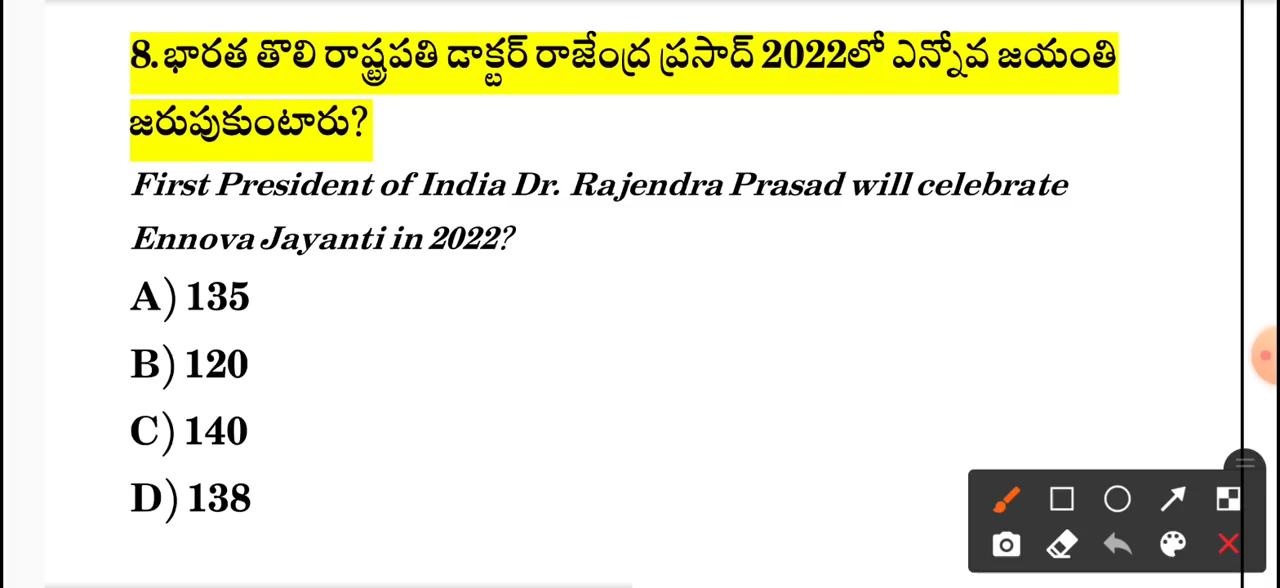 8. భారత తొలి రాష్ట్రపతి డాక్టర్ రాజేంద్ర ప్రసాద్ 2022లో ఎన్నోవ జయంతి
జరుపుకుంటారు?
First President of India Dr. Rajendra Prasad will celebrate
Ennova Jayanti in 2022?
A) 135
B) 120
C) 140
D) 138